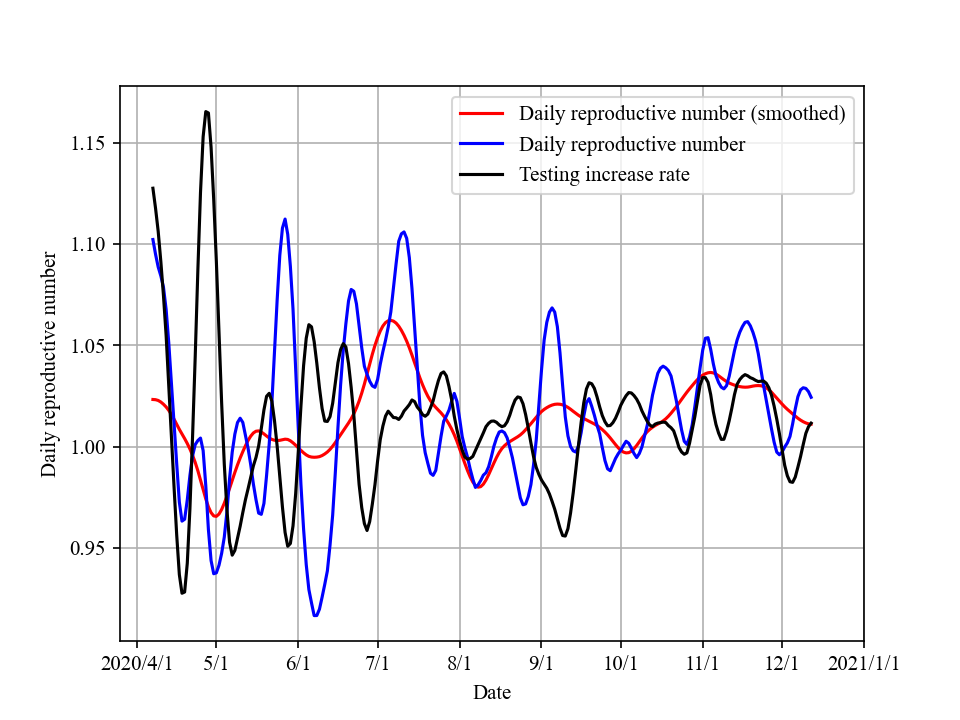 Daily reproductive number (smoothed)
Daily reproductive number
Testing increase rate
1.15
1.10
1.05
1.00
0.95
Daily reproductive number
2020/4/1 5/1 6/1 7/1 8/1 9/1 10/1 11/1 12/1 2021/1/1
Date